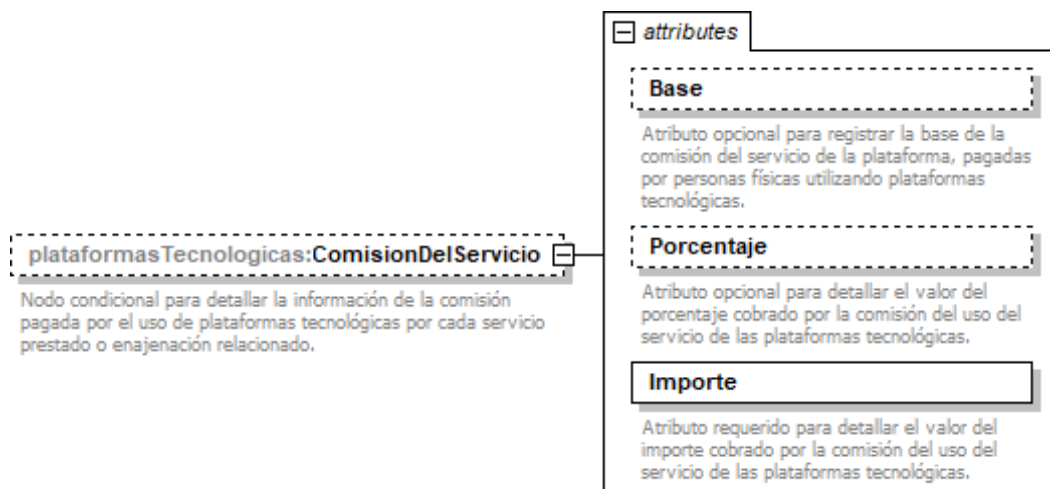 attributes
Base
Atributo opcional para registrar la base de la
comisión del servicio de la plataforma, pagadas
por personas físicas utilizando plataformas
tecnológicas.
plataformasTecnologicas:ComisionDelServicio
Nodo condicional para detallar la información de la comisión
pagada por el uso de plataformas tecnológicas por cada servicio
prestado o enajenación relacionado.
Porcentaje
Atributo opcional para detallar el valor del
porcentaje cobrado por la comisión del uso del
servicio de las plataformas tecnológicas.
Importe
Atributo requerido para detallar el valor del
importe cobrado por la comisión del uso del
servicio de las plataformas tecnológicas.